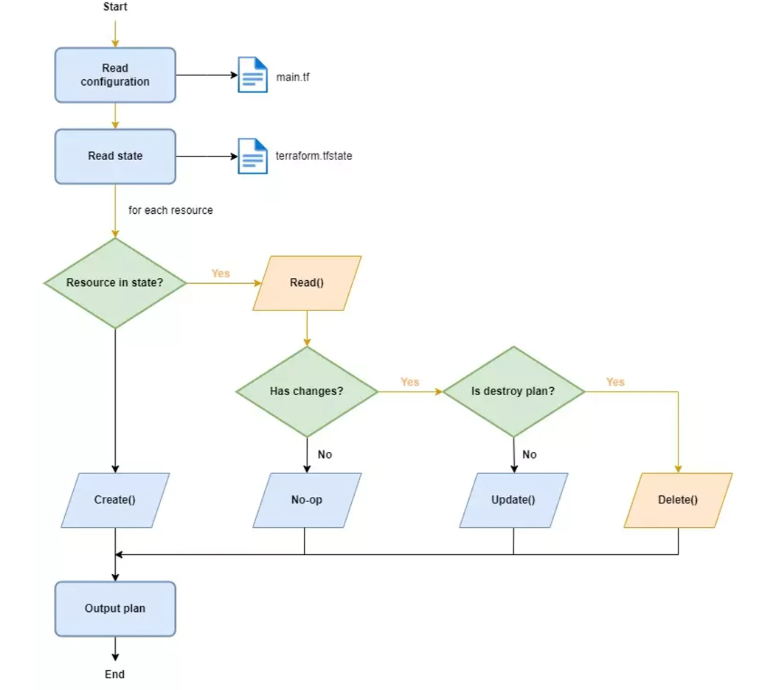 Start
Read
configuration
main.tf
Read state
terraform.tfstate
for each resource
Resource in state?
Yes
Read()
Has changes?
Yes
Is destroy plan?
Yes
No
No
Create()
No-op
Update()
Delete()
Output plan
End